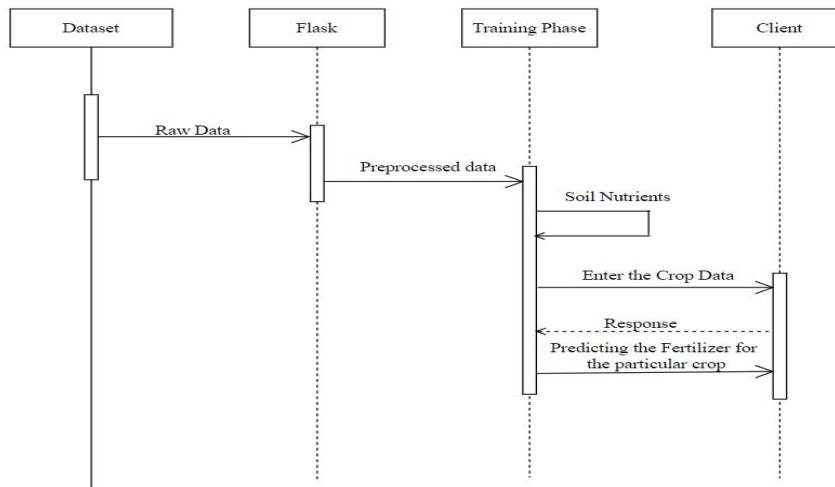 Dataset
Flask
Training Phase
Client
Raw Data
Preprocessed data
Soil Nutrients
Enter the Crop Data
Response
Predicting the Fertilizer for
the particular crop